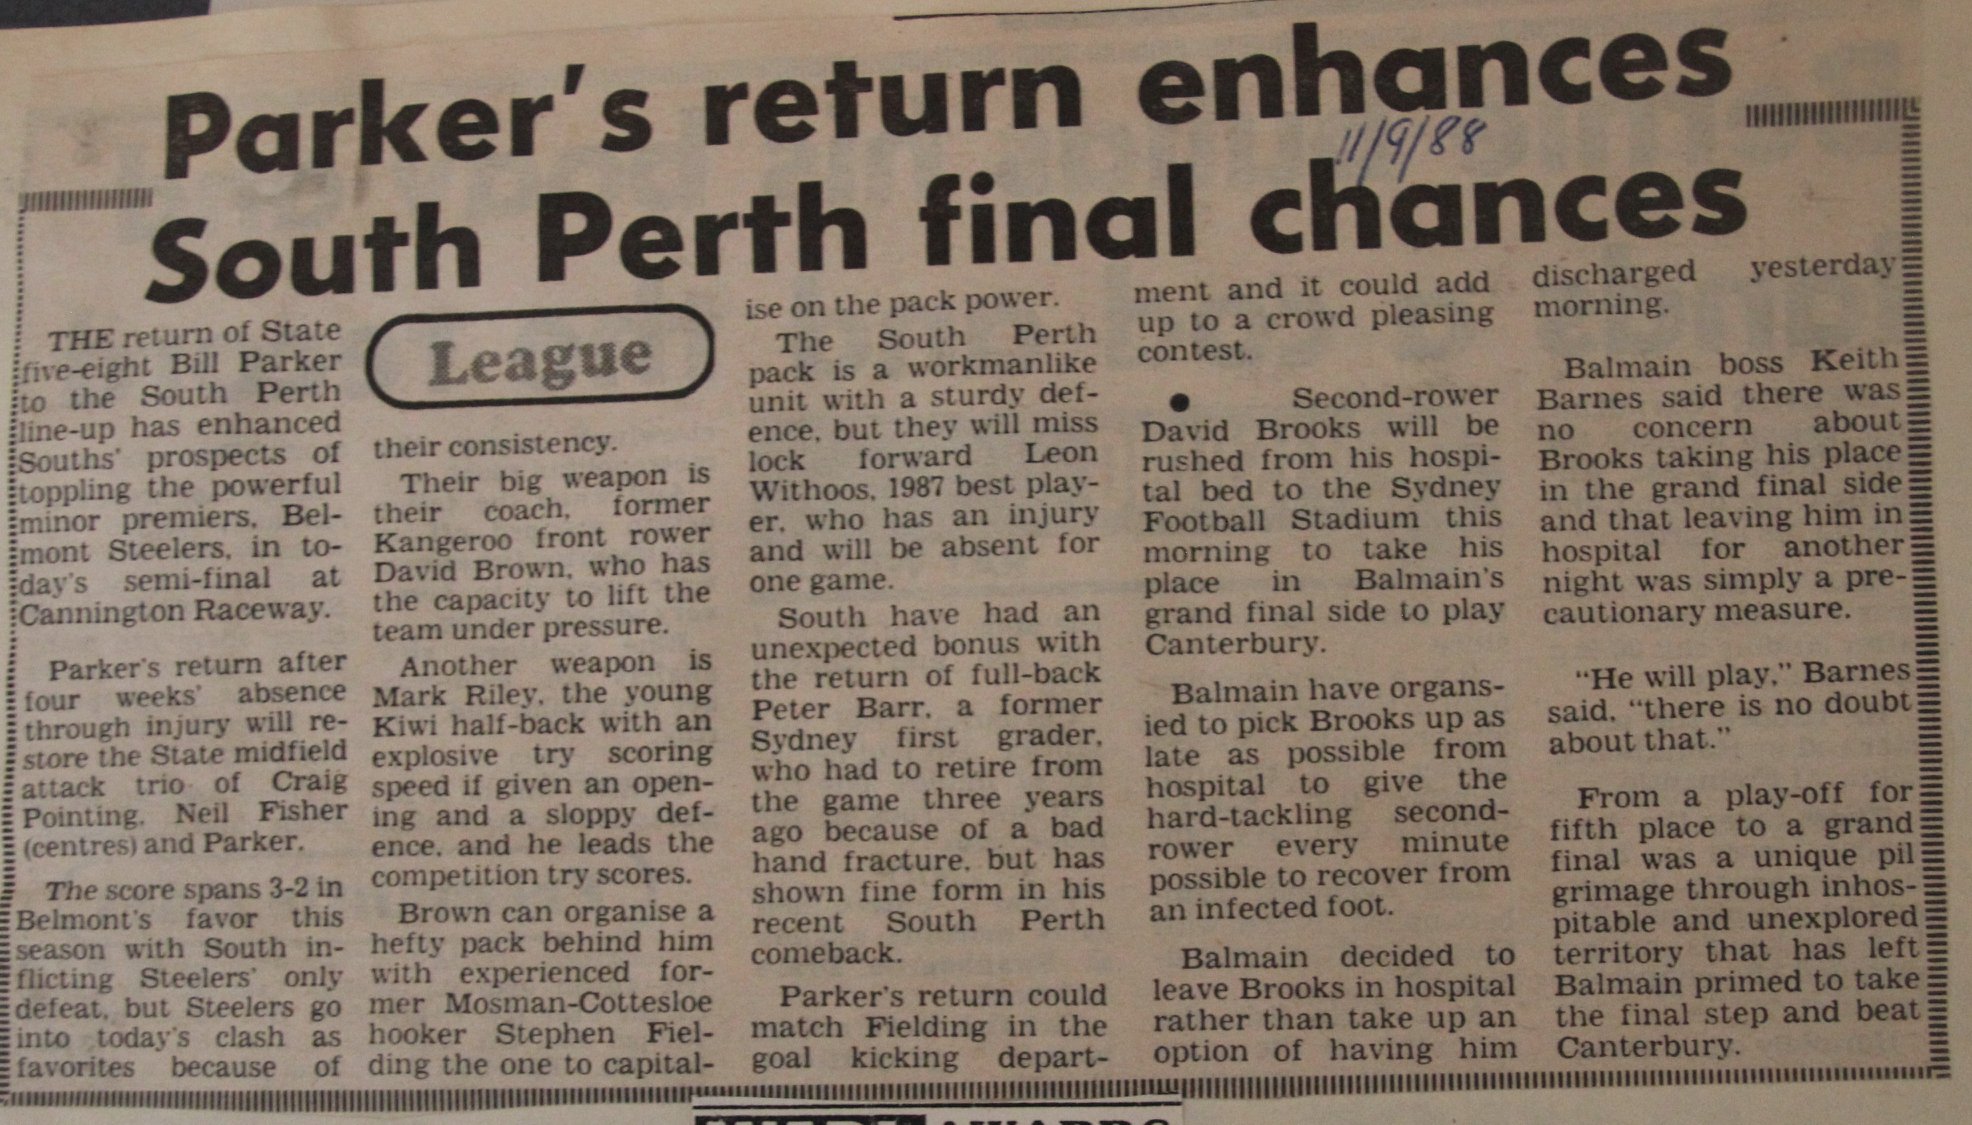 Parker's return enhances
11/9/88
South Perth final chances
THE return of State
five-eight Bill Parker
to the South Perth
line-up has enhanced
Souths' prospects of
toppling the powerful
minor premiers, Bel-
mont Steelers, in to-
day's semi-final at
Cannington Raceway.
Parker's return after
four weeks' absence
through injury will re-
store the State midfield
attack trio of Craig
Pointing, Neil Fisher
(centres) and Parker.
The score spans 3-2 in
Belmont's favor this
season with South in-
flicting Steelers' only
defeat, but Steelers go
into today's clash as
favorites because of
League
their consistency.
Their big weapon is
their coach, former
Kangeroo front rower
David Brown, who has
the capacity to lift the
team under pressure.
Another weapon is
Mark Riley, the young
Kiwi half-back with an
explosive try scoring
speed if given an open-
ing and a sloppy def-
ence, and he leads the
competition try scores.
Brown can organise a
hefty pack behind him
with experienced for-
mer Mosman-Cottesloe
hooker Stephen Fiel-
ding the one to capital-
ise on the pack power.
The South Perth
pack is a workmanlike
unit with a sturdy def-
ence, but they will miss
lock forward Leon
Withoos, 1987 best play-
er, who has an injury
and will be absent for
one game.
South have had an
unexpected bonus with
the return of full-back
Peter Barr, a former
Sydney first grader,
who had to retire from
the game three years
ago because of a bad
hand fracture, but has
shown fine form in his
recent South Perth
comeback.
Parker's return could
match Fielding in the
goal kicking depart-
ment and it could add
up to a crowd pleasing
contest.
● Second-rower
David Brooks will be
rushed from his hospi-
tal bed to the Sydney
Football Stadium this
morning to take his
place in Balmain's
grand final side to play
Canterbury.
Balmain have organs-
ied to pick Brooks up as
late as possible from
hospital to give the
hard-tackling second-
rower every minute
possible to recover from
an infected foot.
Balmain decided to
leave Brooks in hospital
rather than take up an
option of having him
discharged yesterday
morning.
Balmain boss Keith
Barnes said there was
no concern about
Brooks taking his place
in the grand final side
and that leaving him in
hospital for another
night was simply a pre-
cautionary measure.
"He will play," Barnes
said, "there is no doubt
about that."
From a play-off for
fifth place to a grand
final was a unique pil
grimage through inhos-
pitable and unexplored
territory that has left
Balmain primed to take
the final step and beat
Canterbury.
AWARDS